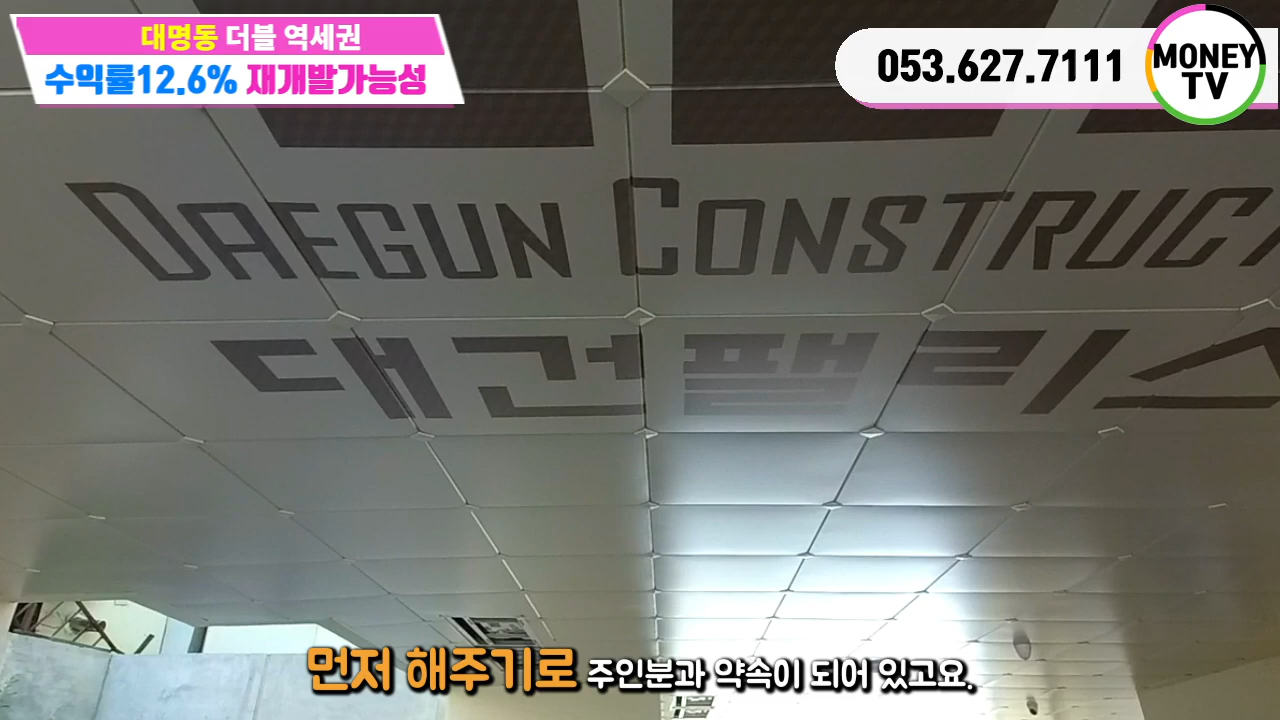 대명동 더블 역세권
수익률12.6% 재개발가능성
053.627.7111
MONEY
TV
DAEGUN CONSTRUC
대건팰리스
먼저 해주기로 주인분과 약속이 되어 있고요.